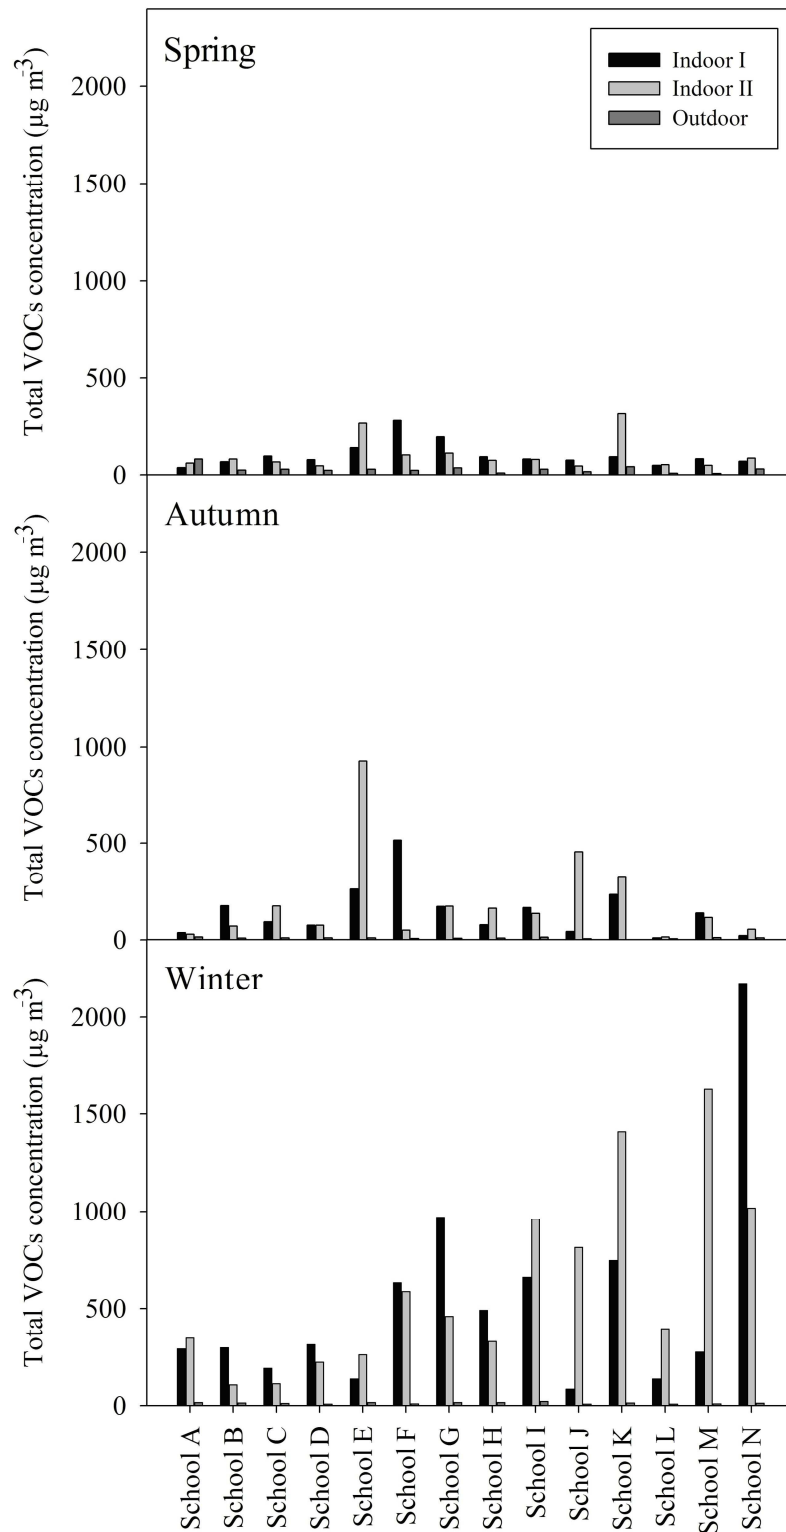 Spring
Indoor I
Indoor II
Outdoor
Total VOCs concentration (µg m⁻³)
2000
1500
1000
500
0
Autumn
Total VOCs concentration (µg m⁻³)
2000
1500
1000
500
0
Winter
Total VOCs concentration (µg m⁻³)
2000
1500
1000
500
0
School A
School B
School C
School D
School E
School F
School G
School H
School I
School J
School K
School L
School M
School N